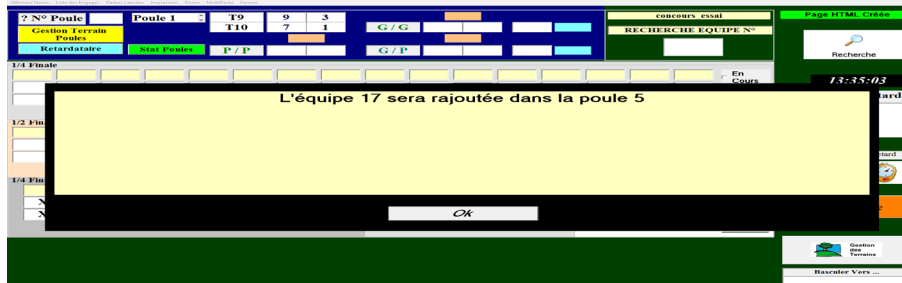 ? N° Poule Poule 1 T9 9 3 concours essai Page HTML Créée
Gestion Terrain Poules T10 7 1 G / G RECHERCHE EQUIPE N°
Retardataire Stat Poules P / P G / P Recherche
1/4 Finale
En Cours
13:35:03
L'équipe 17 sera rajoutée dans la poule 5
tard
1/2 Fin
etard
1/4 Fin
X
X
Ok
e
Gestion des Terrains
Basculer Vers ...